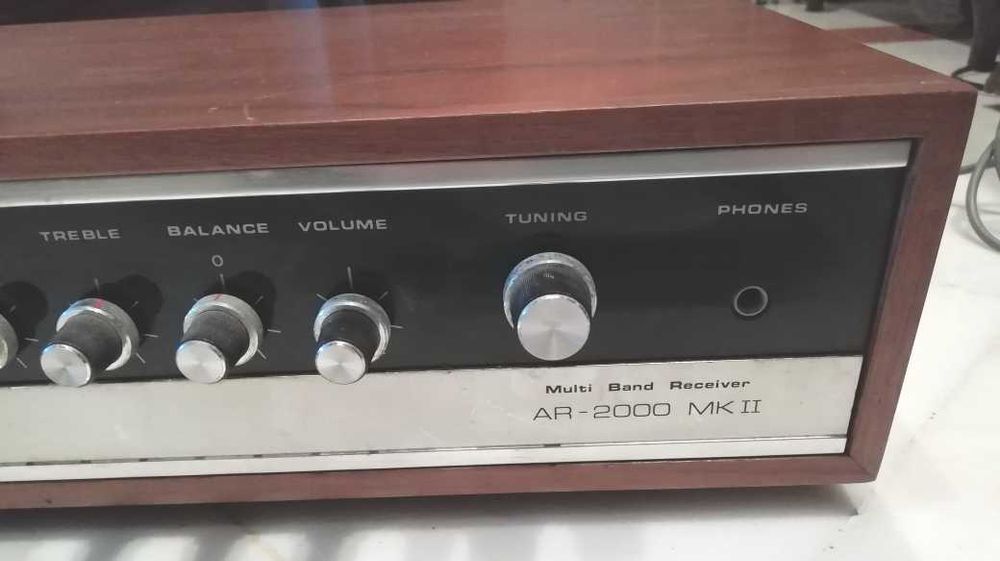 TREBLE
BALANCE
VOLUME
TUNING
PHONES
0
Multi Band Receiver
AR-2000 MK II